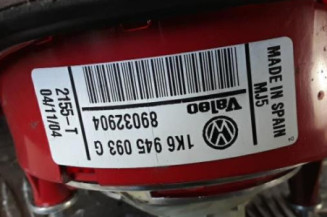 1K6 945 093 G
89032904
Valeo
MADE IN SPAIN
MJ5
2155-T
04/11/04